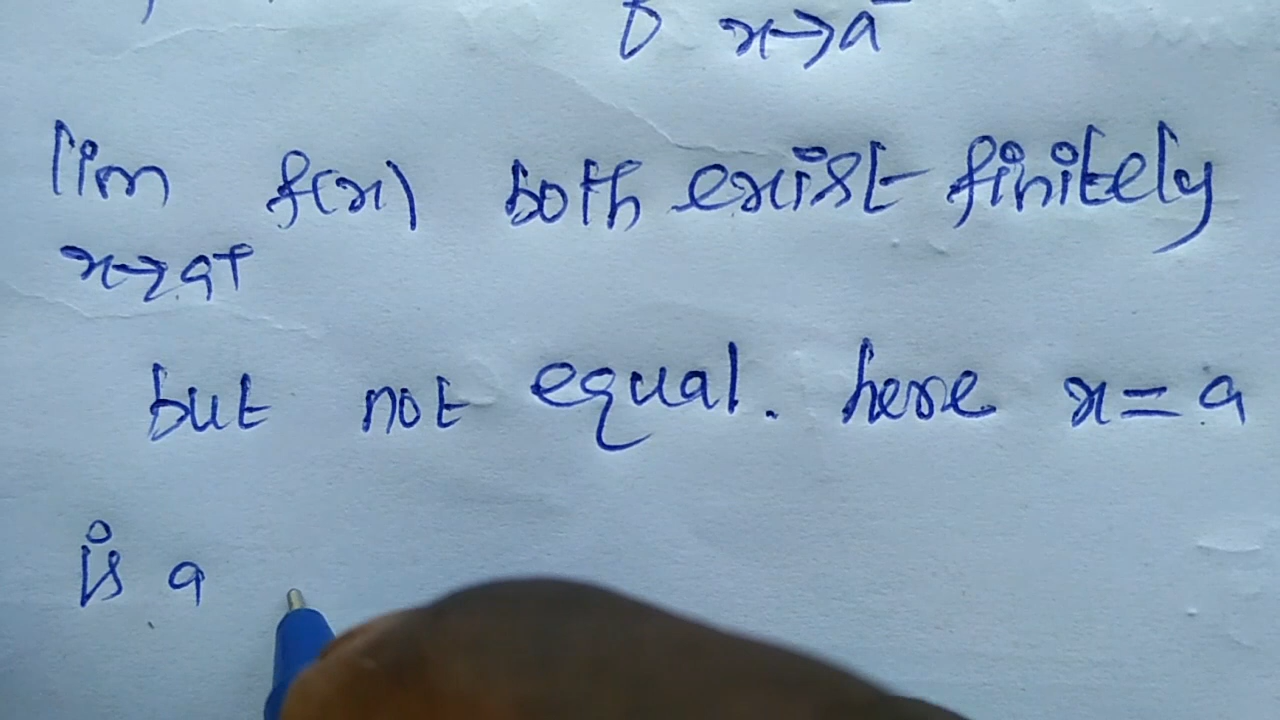 x→a⁻
lim f(x) both exist finitely
x→a+
but not equal. here x = a
is a